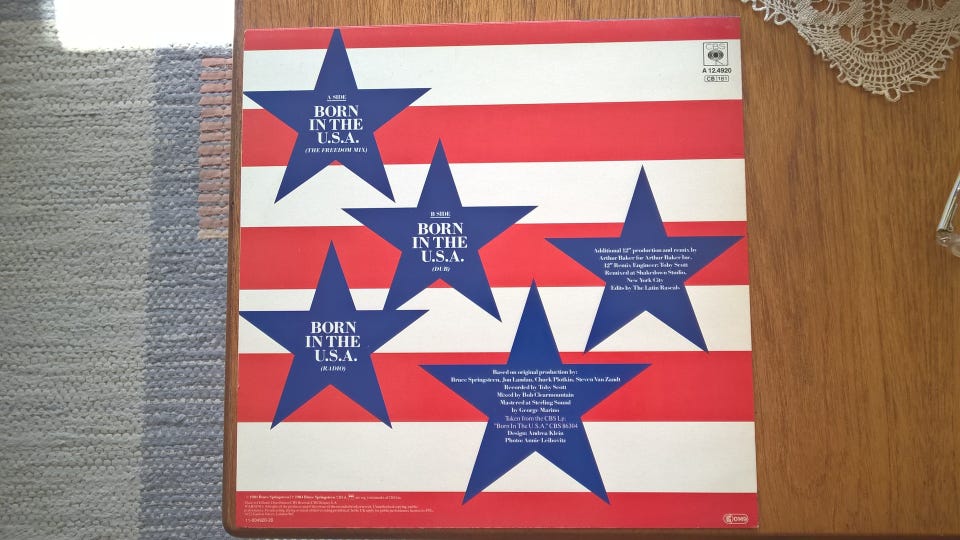 CBS
A 12.4920
CB 181
A SIDE
BORN
IN THE
U.S.A.
(THE FREEDOM MIX)
B SIDE
BORN
IN THE
U.S.A.
(DUB)
BORN
IN THE
U.S.A.
(RADIO)
Additional 12" production and remix by
Arthur Baker for Arthur Baker Inc.
12" Remix Engineer: Toby Scott
Remixed at Shakedown Studio,
New York City
Edits by The Latin Rascals
Based on original production by:
Bruce Springsteen, Jon Landau, Chuck Plotkin, Steven Van Zandt
Recorded by Toby Scott
Mixed by Bob Clearmountain
Mastered at Sterling Sound
by George Marino
Taken from the CBS Lp:
"Born In The U.S.A." CBS 86304
Design: Andrea Klein
Photo: Annie Leibovitz
11-004920-20